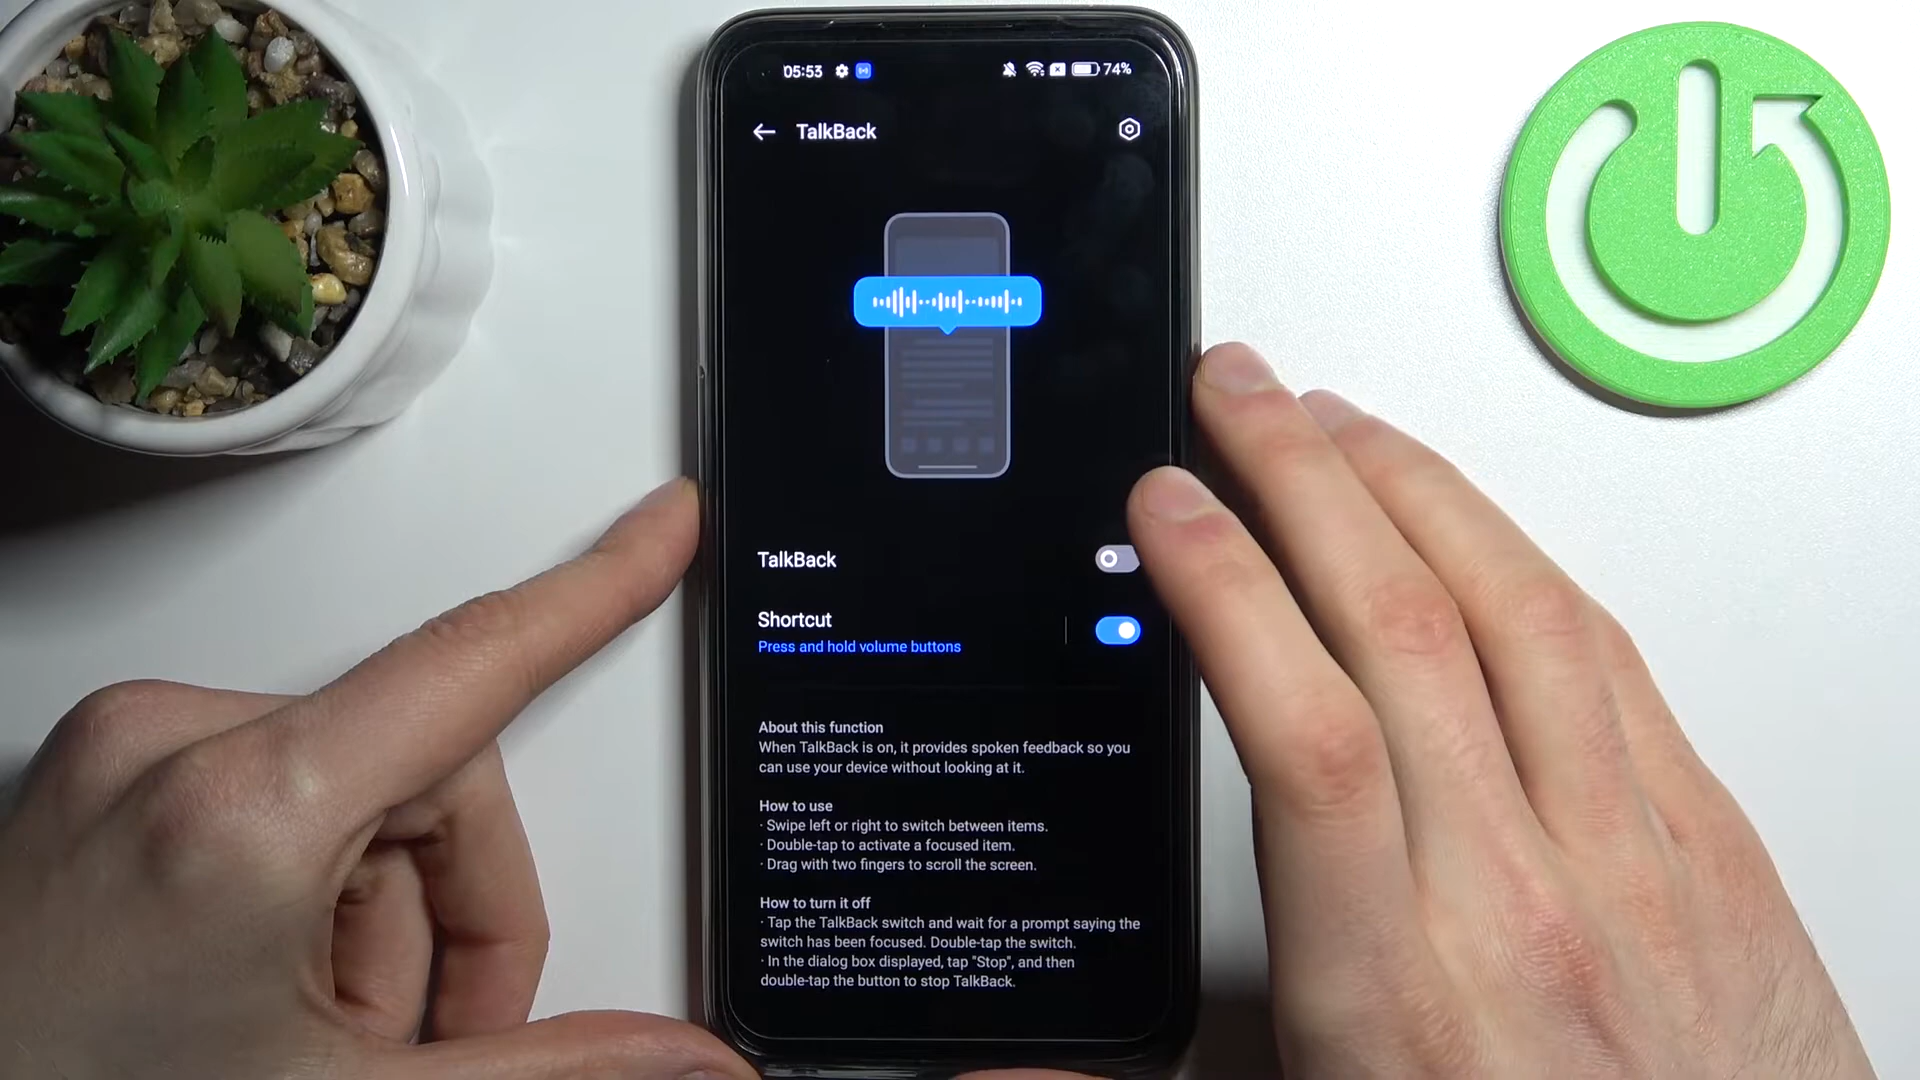 05:53 74%
TalkBack
TalkBack
Shortcut
Press and hold volume buttons
About this function
When TalkBack is on, it provides spoken feedback so you
can use your device without looking at it.
How to use
· Swipe left or right to switch between items.
· Double-tap to activate a focused item.
· Drag with two fingers to scroll the screen.
How to turn it off
· Tap the TalkBack switch and wait for a prompt saying the
switch has been focused. Double-tap the switch.
· In the dialog box displayed, tap "Stop", and then
double-tap the button to stop TalkBack.